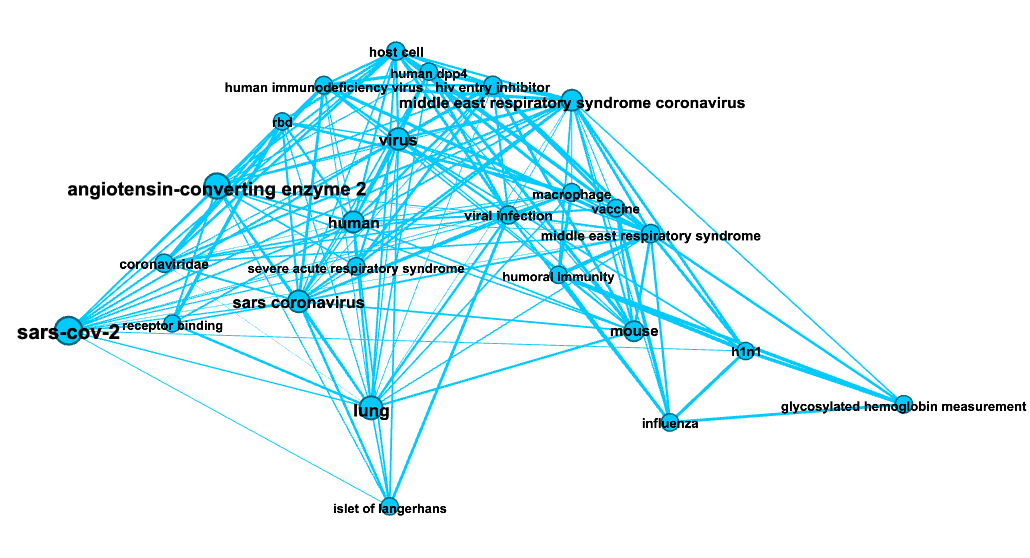 host cell
human dpp4
human immunodeficiency virus
hiv entry inhibitor
middle east respiratory syndrome coronavirus
rbd
virus
angiotensin-converting enzyme 2
macrophage
vaccine
viral infection
human
middle east respiratory syndrome
coronaviridae
severe acute respiratory syndrome
humoral immunity
sars coronavirus
sars-cov-2
receptor binding
mouse
h1n1
lung
glycosylated hemoglobin measurement
influenza
islet of langerhans